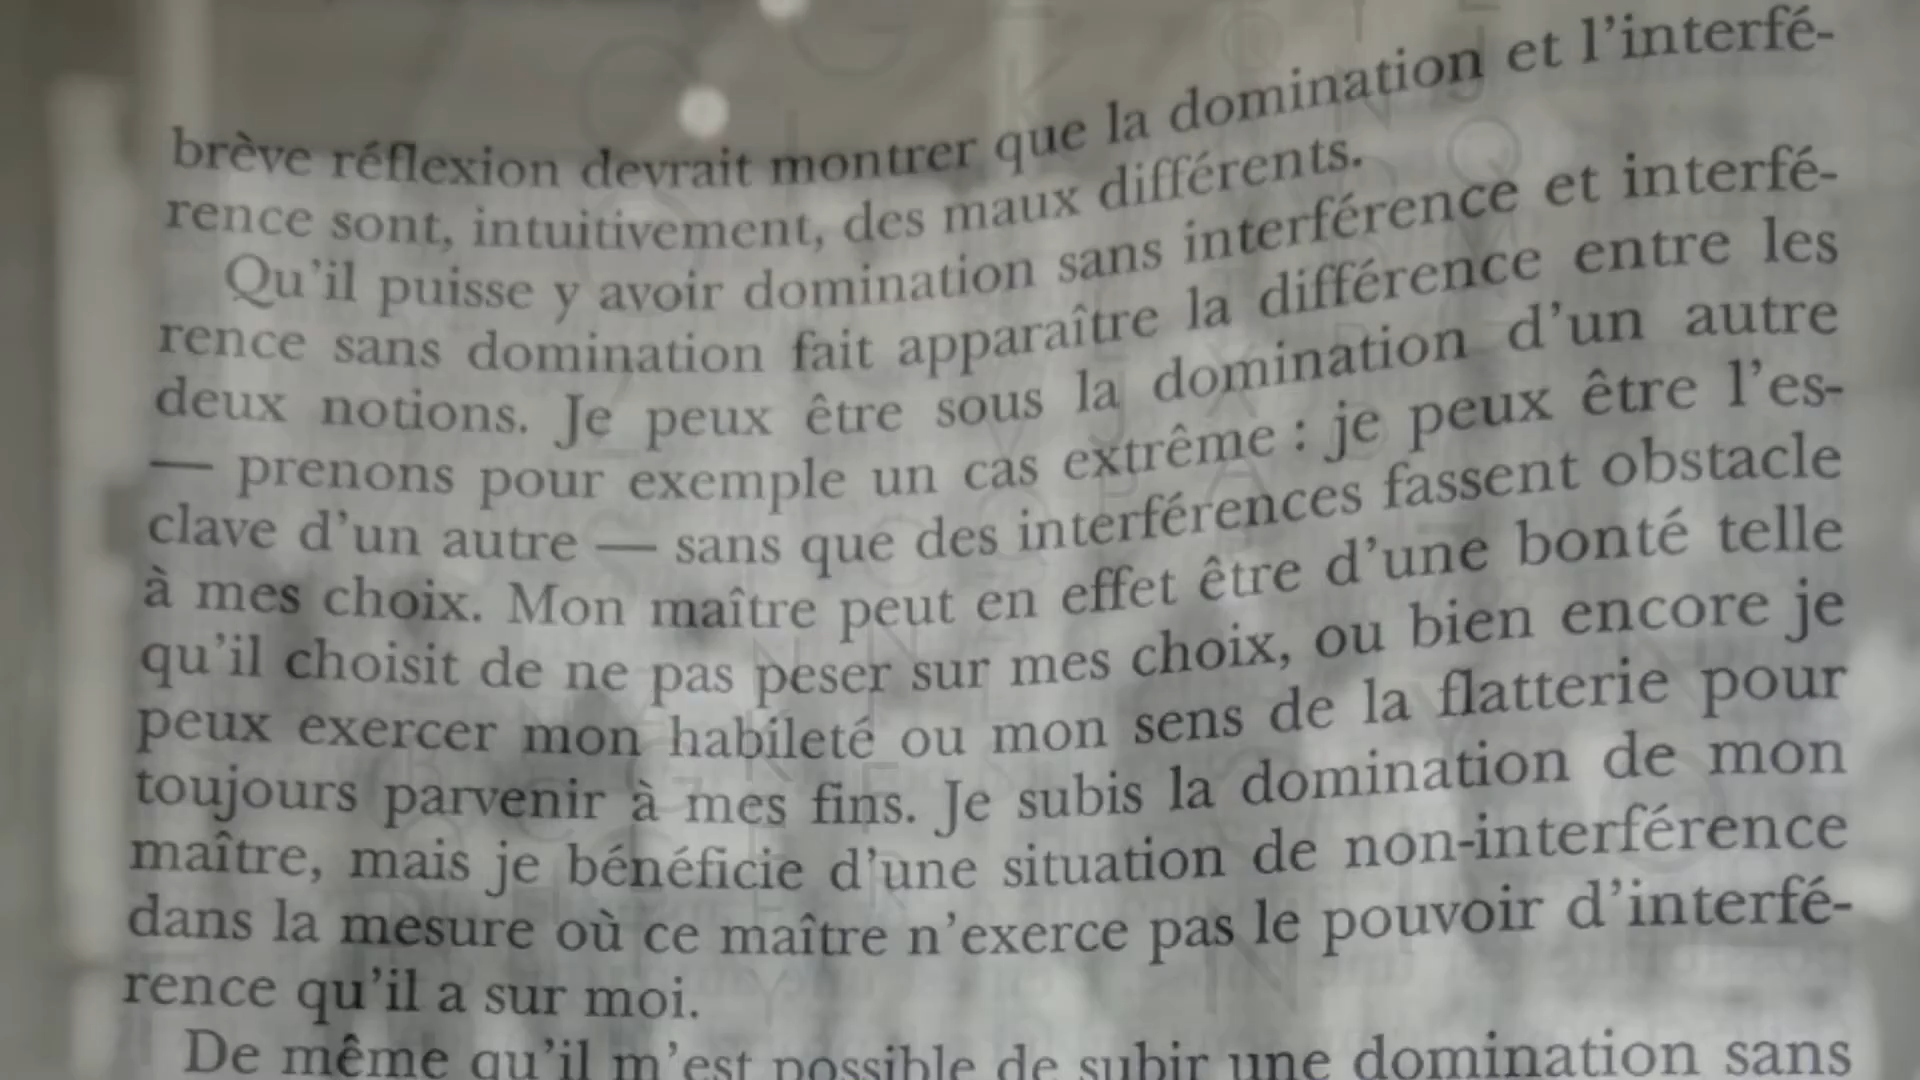 brève réflexion devrait montrer que la domination et l'interfé-
rence sont, intuitivement, des maux différents.
Qu'il puisse y avoir domination sans interférence et interfé-
rence sans domination fait apparaître la différence entre les
deux notions. Je peux être sous la domination d'un autre
— prenons pour exemple un cas extrême : je peux être l'es-
clave d'un autre — sans que des interférences fassent obstacle
à mes choix. Mon maître peut en effet être d'une bonté telle
qu'il choisit de ne pas peser sur mes choix, ou bien encore je
peux exercer mon habileté ou mon sens de la flatterie pour
toujours parvenir à mes fins. Je subis la domination de mon
maître, mais je bénéficie d'une situation de non-interférence
dans la mesure où ce maître n'exerce pas le pouvoir d'interfé-
rence qu'il a sur moi.
De même qu'il m'est possible de subir une domination sans